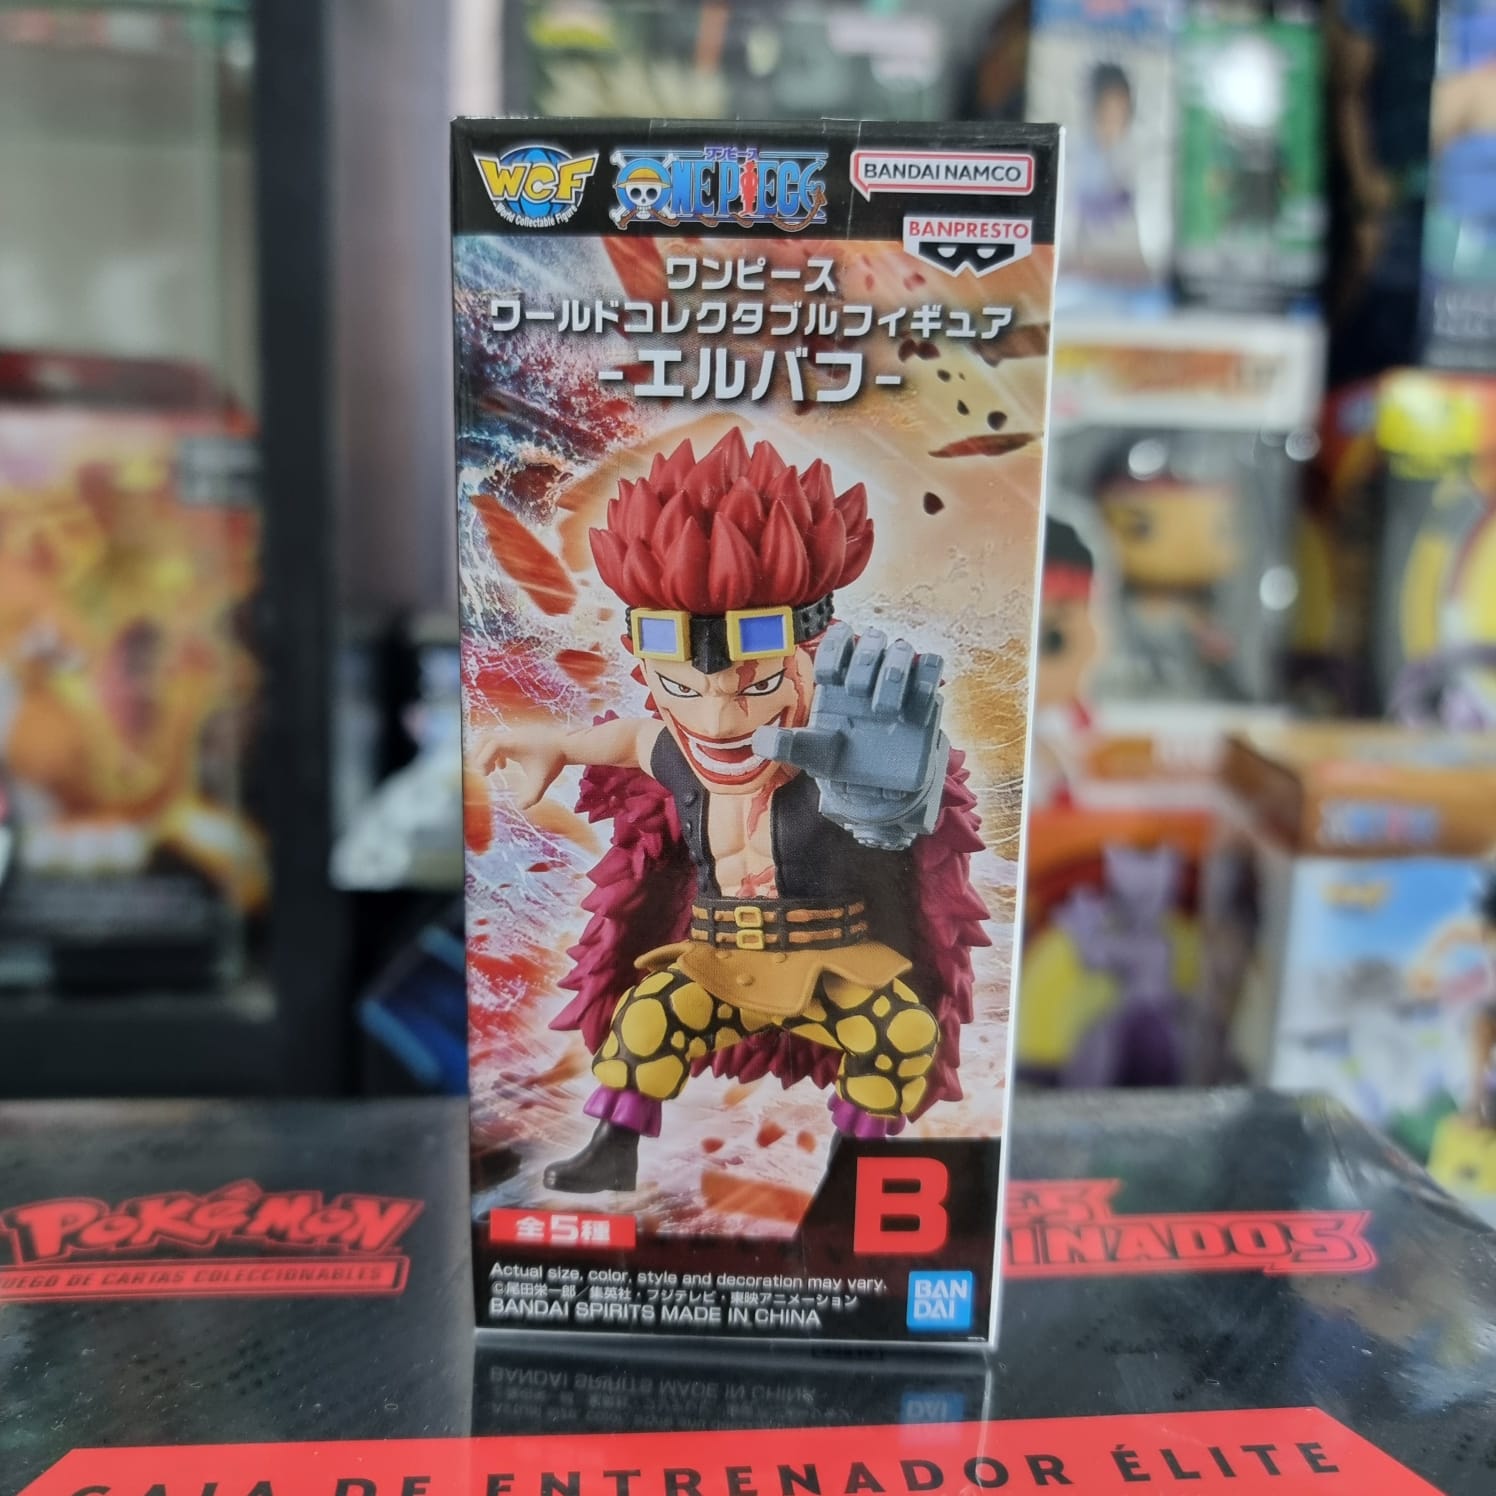 WCF
World Collectable Figure
ワンピース
ONE PIECE
BANDAI NAMCO
BANPRESTO
ワンピース
ワールドコレクタブルフィギュア
-エルバフ-
B
全5種
Actual size, color, style and decoration may vary.
©尾田栄一郎／集英社・フジテレビ・東映アニメーション
BANDAI SPIRITS MADE IN CHINA
BAN
DAI
POKÉMON
JUEGO DE CARTAS COLECCIONABLES
INADOS
CAJA DE ENTRENADOR ÉLITE